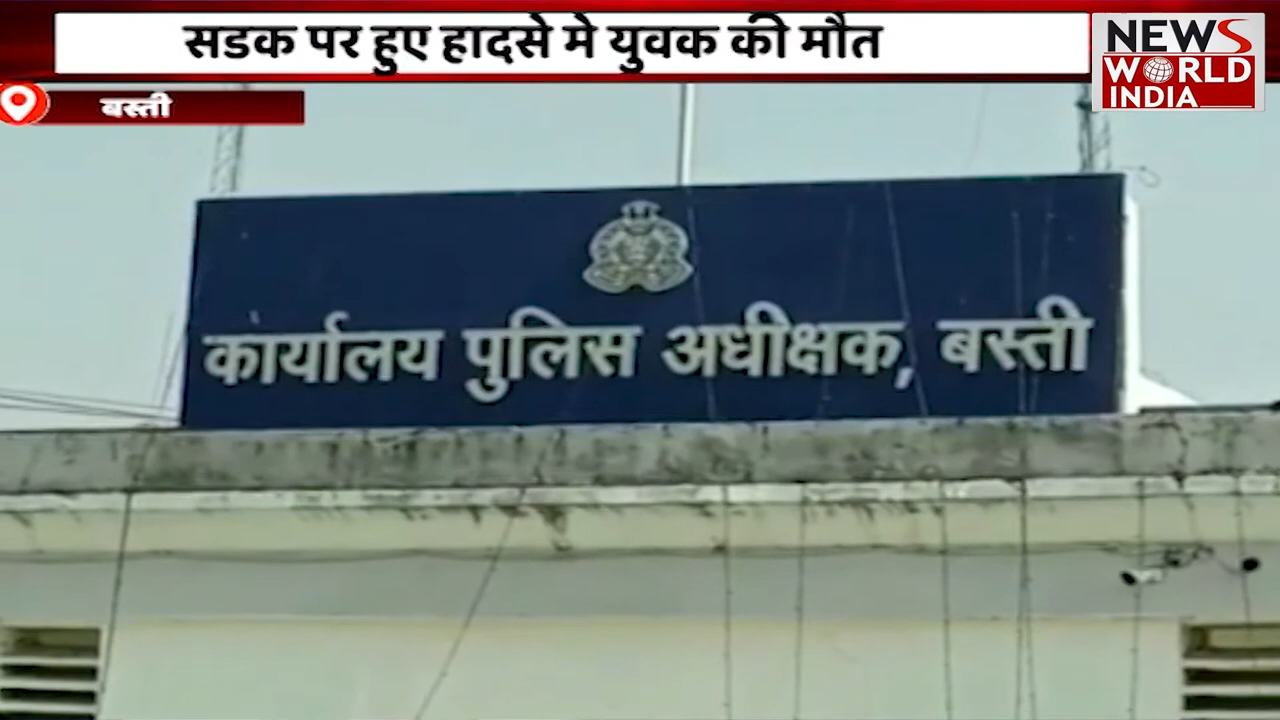 सडक पर हुए हादसे मे युवक की मौत
NEWS
WORLD
INDIA
बस्ती
कार्यालय पुलिस अधीक्षक, बस्ती